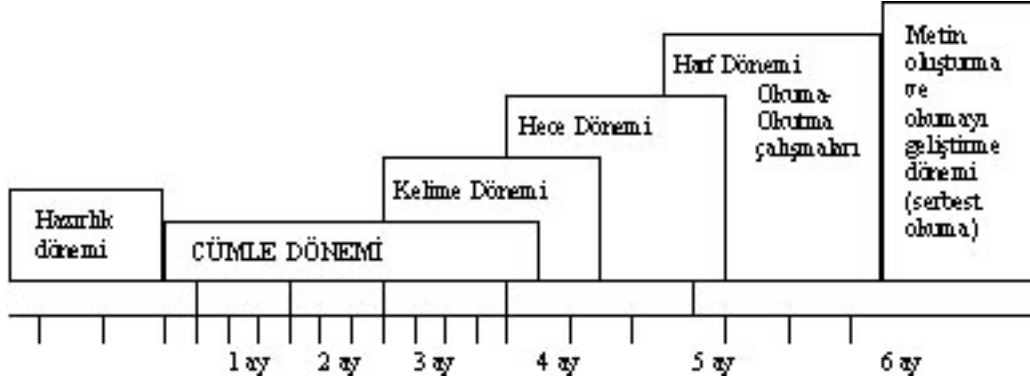 Hazırlık
dönemi
CÜMLE DÖNEMİ
Kelime Dönemi
Hece Dönemi
Harf Dönemi
Okuma-
Okutma
çalışmaları
Metin
oluşturma
ve
okumayı
geliştirme
dönemi
(serbest
okuma)
1 ay
2 ay
3 ay
4 ay
5 ay
6 ay